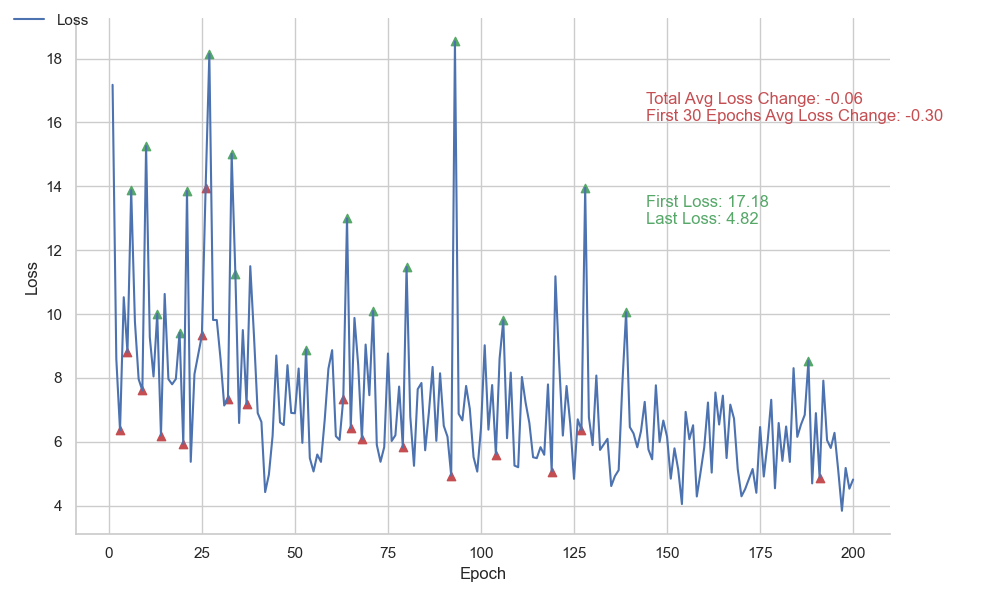 Loss
18
16
14
12
10
8
6
4
Loss
Total Avg Loss Change: -0.06
First 30 Epochs Avg Loss Change: -0.30
First Loss: 17.18
Last Loss: 4.82
0 25 50 75 100 125 150 175 200
Epoch